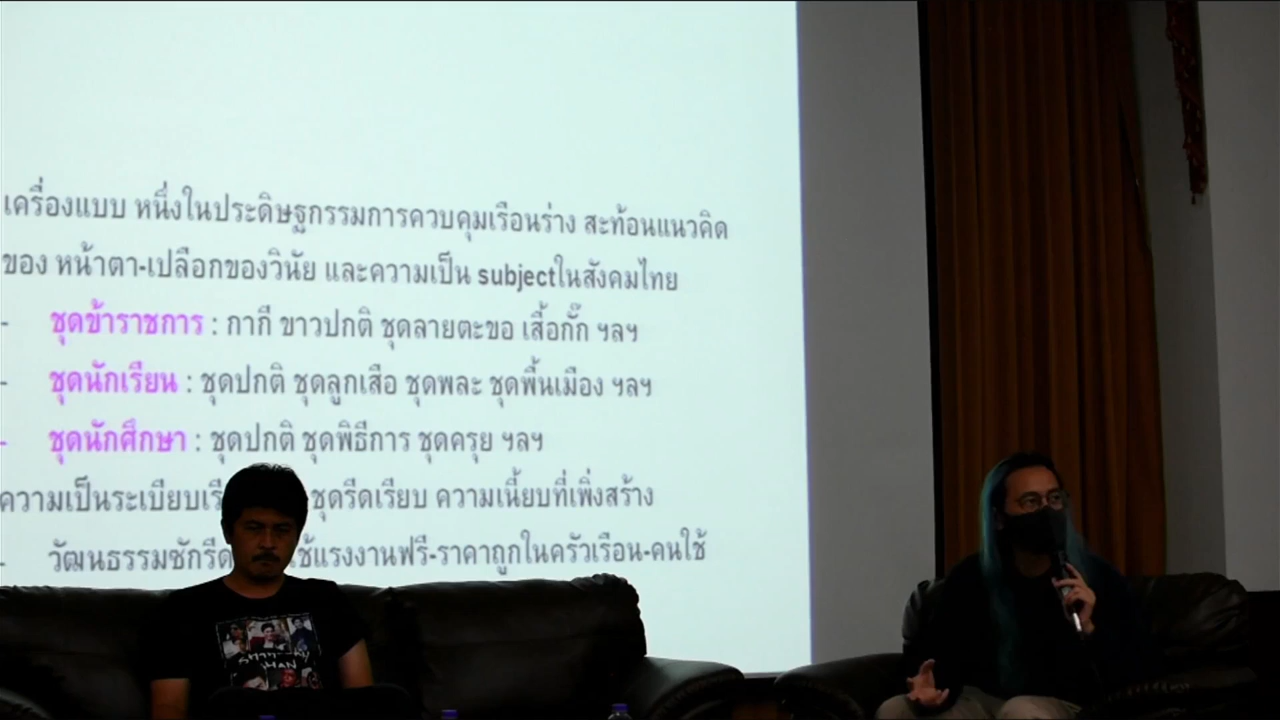 เครื่องแบบ หนึ่งในประดิษฐกรรมการควบคุมเรือนร่าง สะท้อนแนวคิด
ของ หน้าตา-เปลือกของวินัย และความเป็น subjectในสังคมไทย
- ชุดข้าราชการ : กากี ขาวปกติ ชุดลายตะขอ เสื้อกั๊ก ฯลฯ
- ชุดนักเรียน : ชุดปกติ ชุดลูกเสือ ชุดพละ ชุดพื้นเมือง ฯลฯ
- ชุดนักศึกษา : ชุดปกติ ชุดพิธีการ ชุดครุย ฯลฯ
ความเป็นระเบียบ ชุดรีดเรียบ ความเนี้ยบที่เพิ่งสร้าง
- วัฒนธรรมซักรีด ใช้แรงงานฟรี-ราคาถูกในครัวเรือน-คนใช้